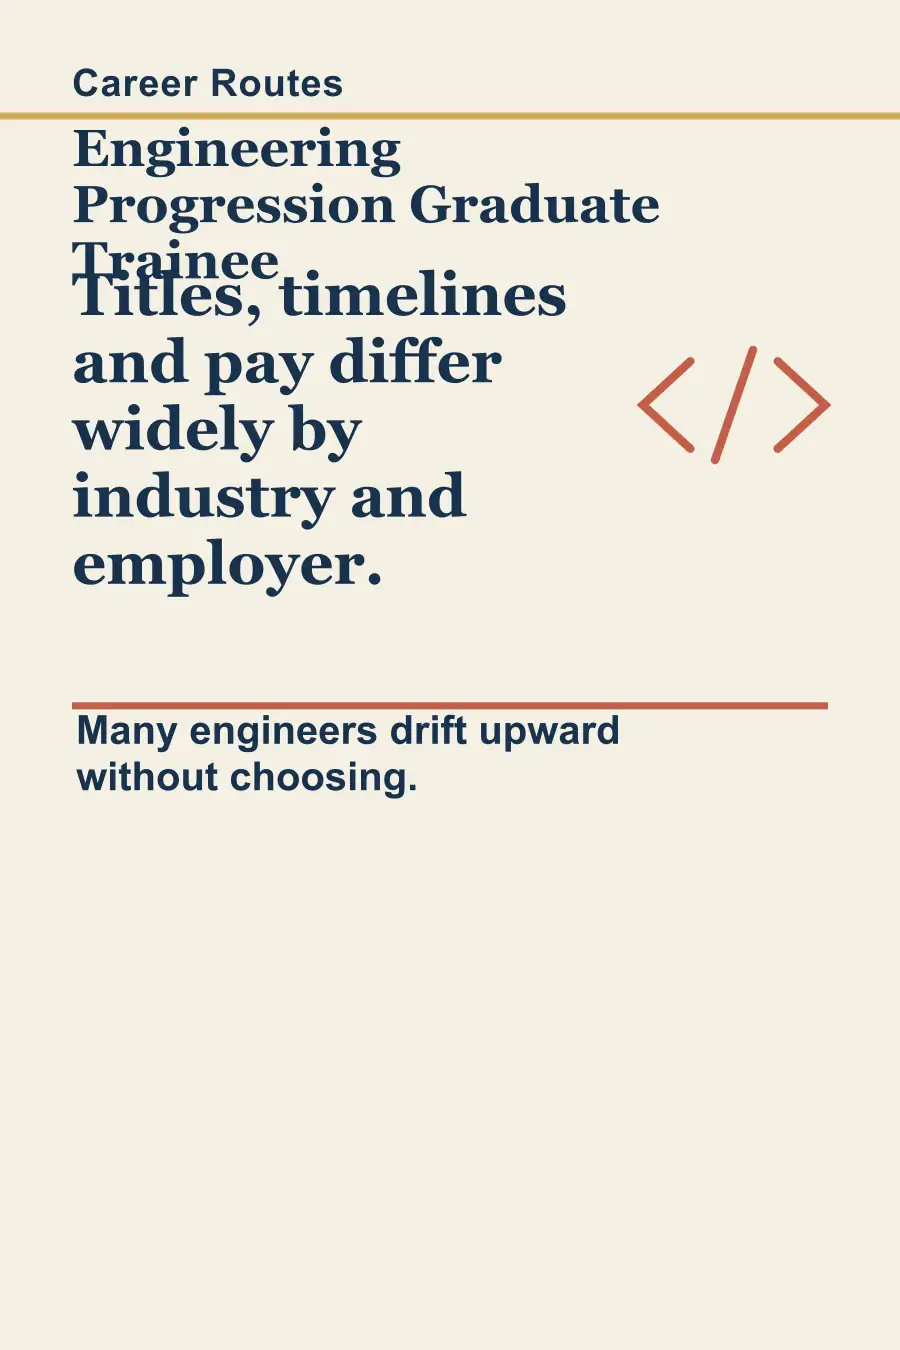 Career Routes
Engineering
Progression Graduate
Trainee
Titles, timelines
and pay differ
widely by
industry and
employer.
Many engineers drift upward
without choosing.